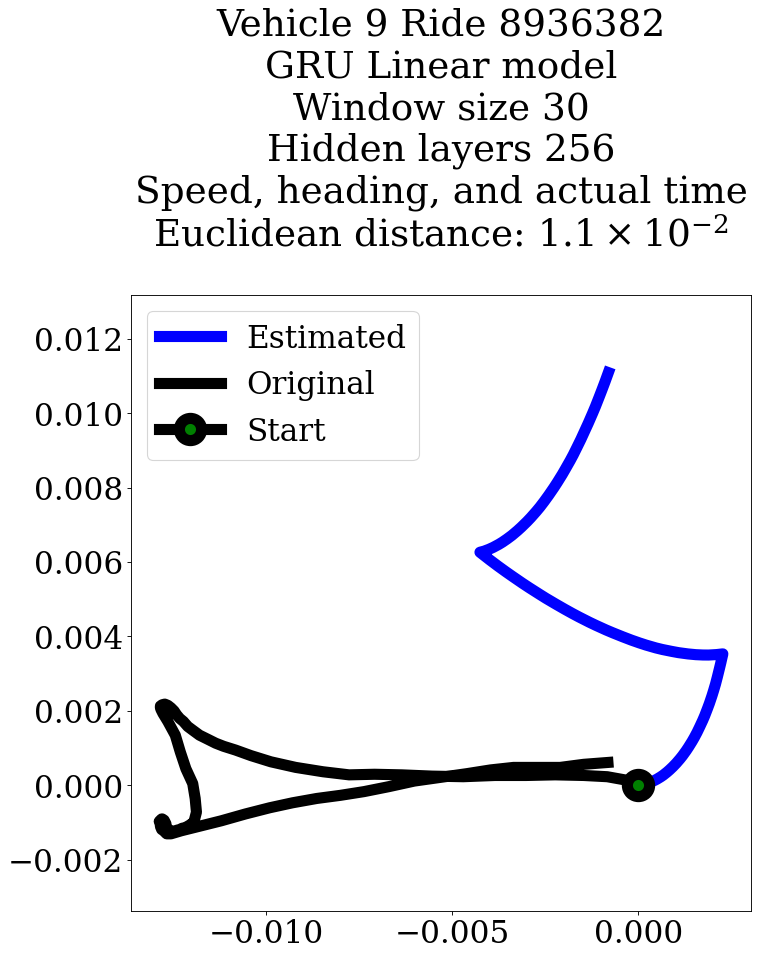 Vehicle 9 Ride 8936382
GRU Linear model
Window size 30
Hidden layers 256
Speed, heading, and actual time
Euclidean distance: 1.1 × 10⁻²
Estimated
Original
Start
0.012
0.010
0.008
0.006
0.004
0.002
0.000
−0.002
−0.010 −0.005 0.000